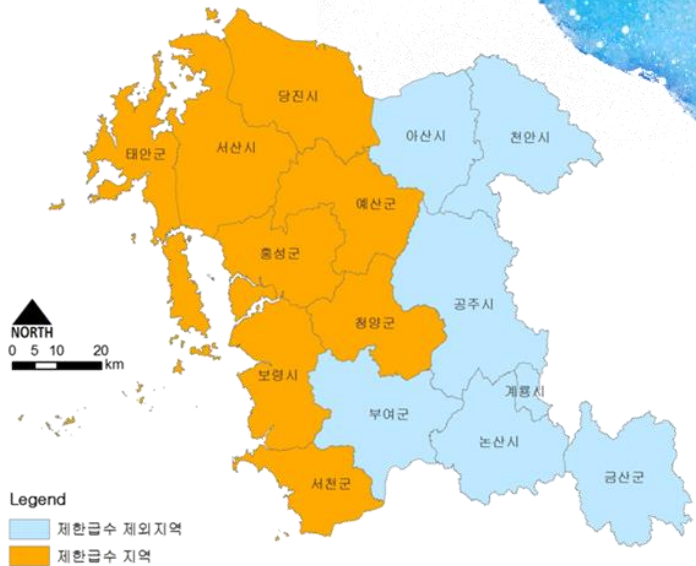 당진시
아산시
천안시
태안군
서산시
예산군
홍성군
공주시
청양군
NORTH
0 5 10 20
km
보령시
계룡시
부여군
논산시
서천군
금산군
Legend
제한급수 제외지역
제한급수 지역